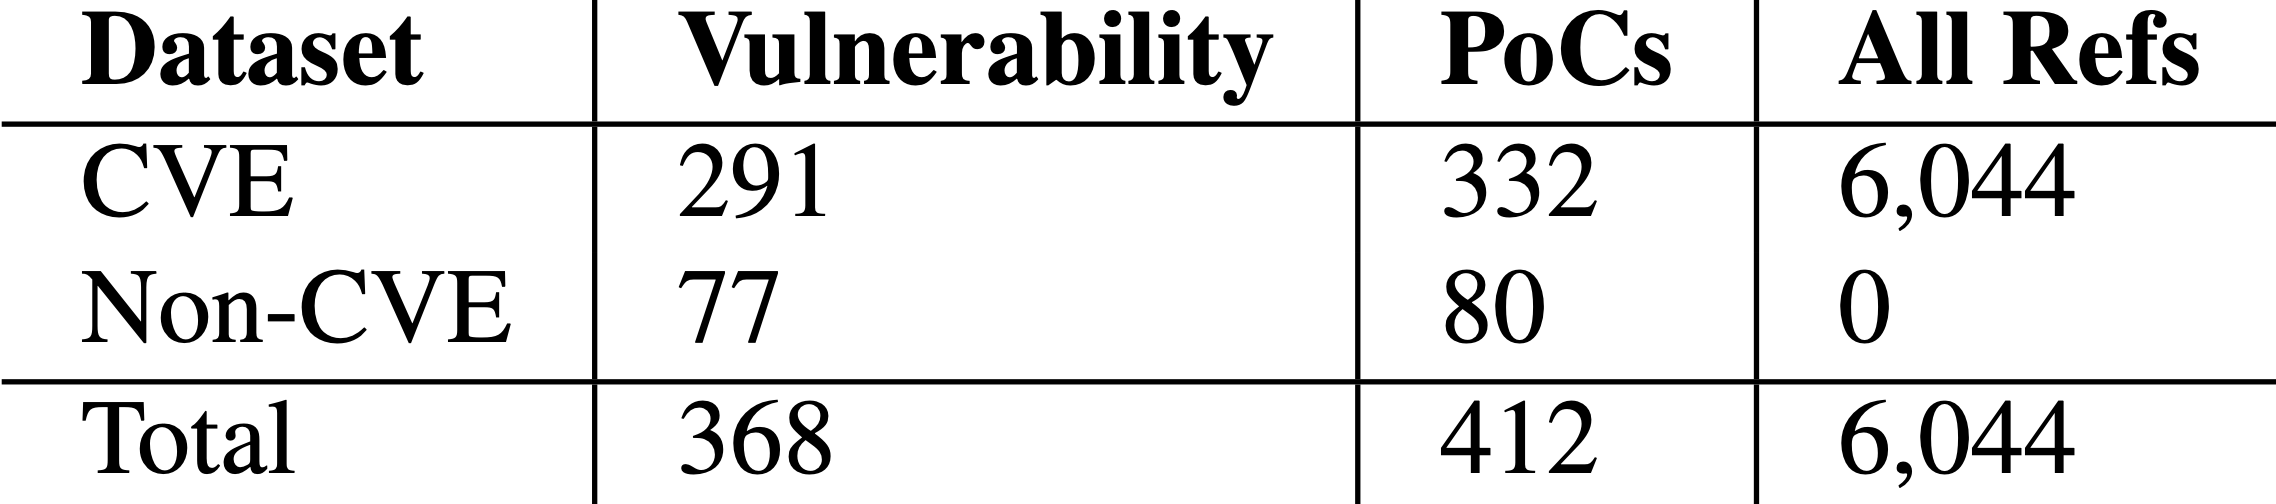 Dataset Vulnerability PoCs All Refs
CVE 291 332 6,044
Non-CVE 77 80 0
Total 368 412 6,044